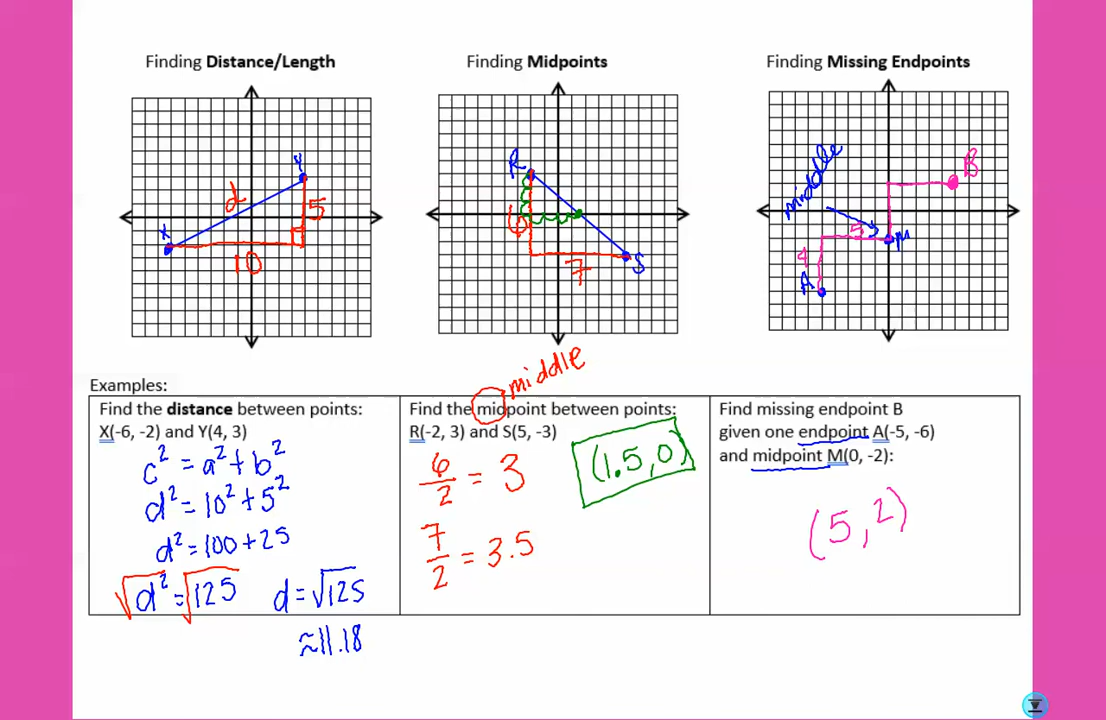 Finding Distance/Length
Finding Midpoints
Finding Missing Endpoints
Y
d
5
X
10
R
6
7
S
middle
B
5
M
4
A
Examples:
middle
Find the distance between points:
X(-6, -2) and Y(4, 3)
c² = a² + b²
d² = 10² + 5²
d² = 100 + 25
√d² = √125
d = √125
≈ 11.18
Find the midpoint between points:
R(-2, 3) and S(5, -3)
6/2 = 3
(1.5, 0)
7/2 = 3.5
Find missing endpoint B
given one endpoint A(-5, -6)
and midpoint M(0, -2):
(5, 2)